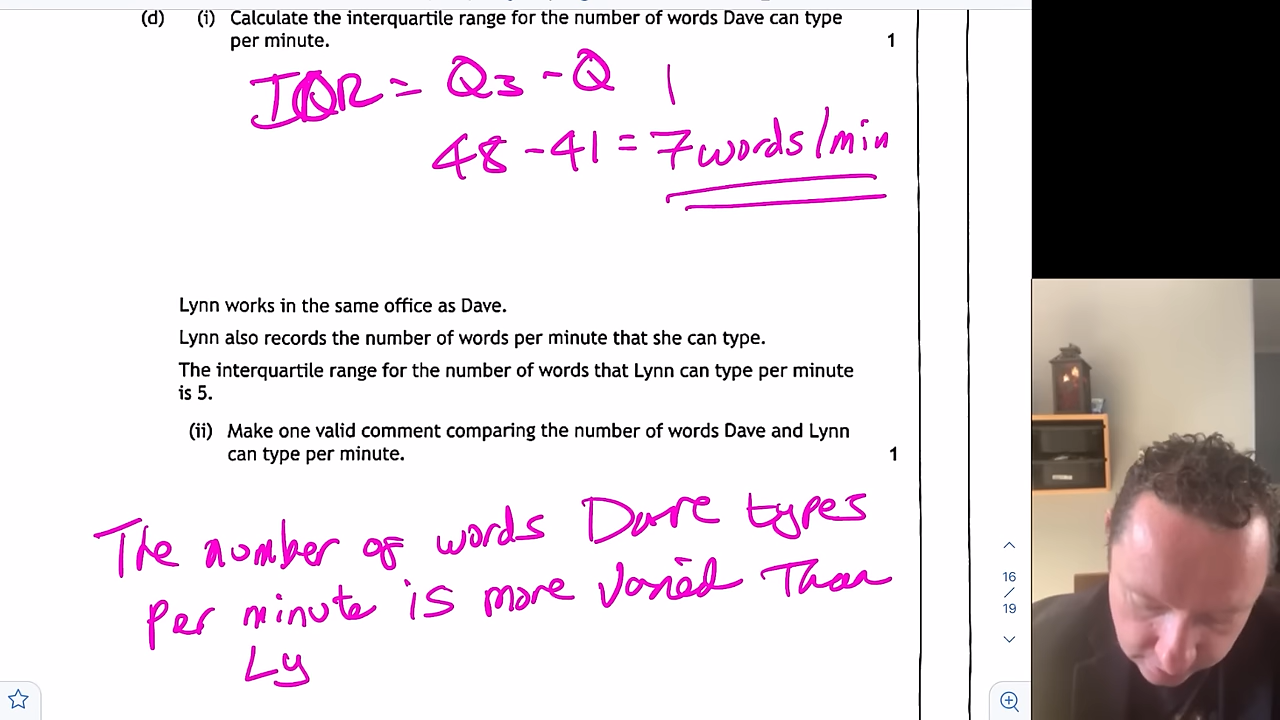 (d) (i) Calculate the interquartile range for the number of words Dave can type
per minute. 1
IQR = Q3 - Q1
48 - 41 = 7 words/min
Lynn works in the same office as Dave.
Lynn also records the number of words per minute that she can type.
The interquartile range for the number of words that Lynn can type per minute
is 5.
(ii) Make one valid comment comparing the number of words Dave and Lynn
can type per minute. 1
The number of words Dave types
per minute is more varied than
Ly
16
/
19